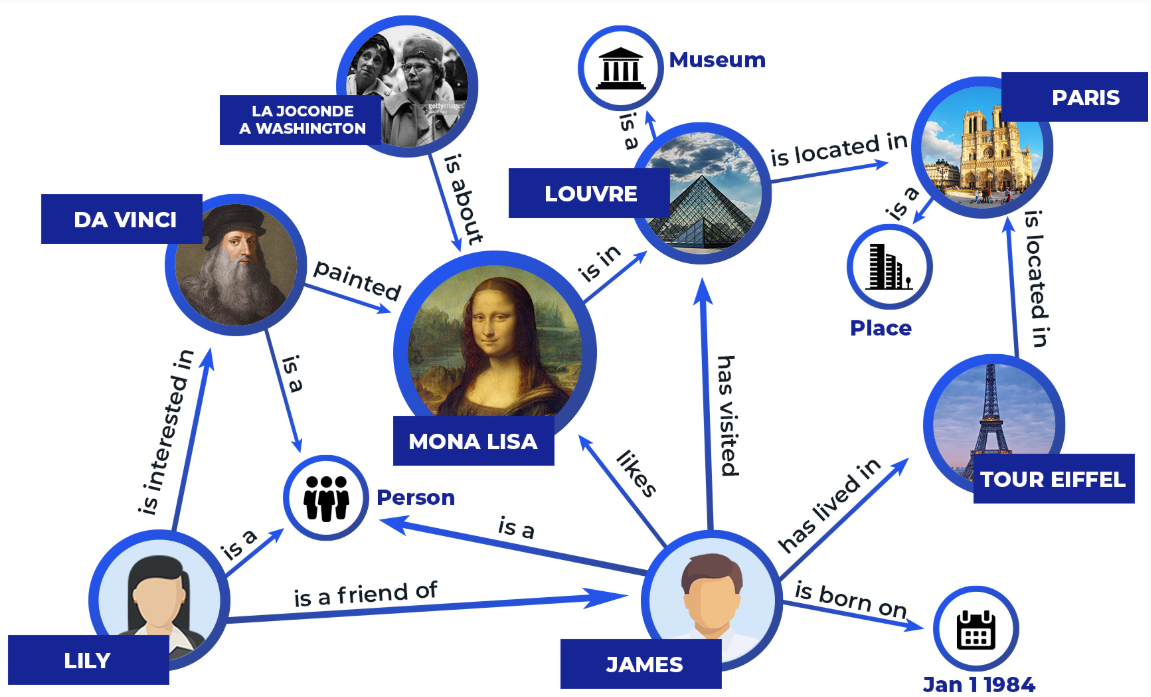 LA JOCONDE
A WASHINGTON
gettyimages
Museum
is a
PARIS
LOUVRE
is located in
is a
is about
DA VINCI
painted
is in
Place
is located in
is interested in
is a
MONA LISA
has visited
likes
TOUR EIFFEL
Person
is a
is a
has lived in
is a friend of
is born on
LILY
JAMES
Jan 1 1984